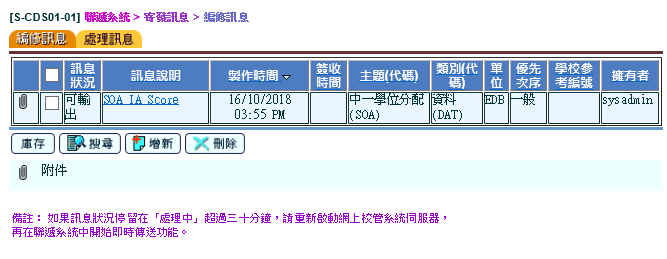 [S-CDS01-01] 聯遞系統 > 寄發訊息 > 編修訊息
編修訊息 處理訊息
訊息狀況 訊息說明 製作時間 簽收時間 主題(代碼) 類別(代碼) 單位 優先次序 學校參考編號 擁有者
可輸出 SOA IA Score 16/10/2018 03:55 PM 中一學位分配(SOA) 資料(DAT) EDB 一般 sysadmin
庫存 搜尋 新增 刪除
附件
備註： 如果訊息狀況停留在「處理中」超過三十分鐘，請重新啟動網上校管系統伺服器，
再在聯遞系統中開始即時傳送功能。